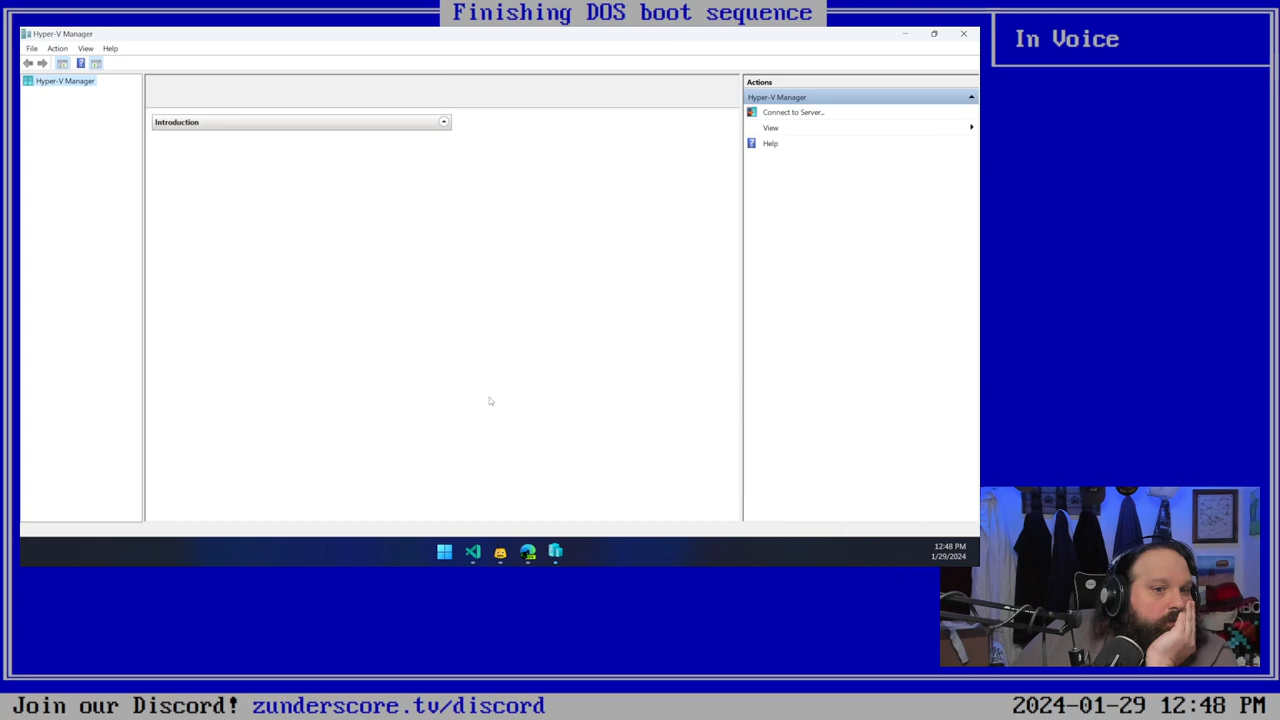 Finishing DOS boot sequence
In Voice
Hyper-V Manager
File Action View Help
Hyper-V Manager
Introduction
Actions
Hyper-V Manager
Connect to Server...
View
Help
12:48 PM
1/29/2024
Join our Discord! zunderscore.tv/discord
2024-01-29 12:48 PM